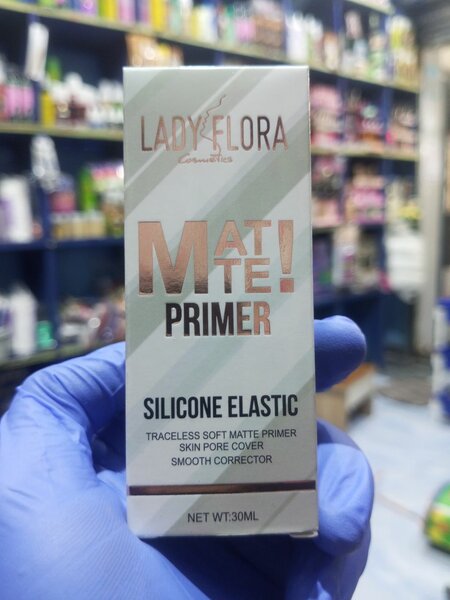 LADY FLORA
Cosmetics
MATTE!
PRIMER
SILICONE ELASTIC
TRACELESS SOFT MATTE PRIMER
SKIN PORE COVER
SMOOTH CORRECTOR
NET WT:30ML